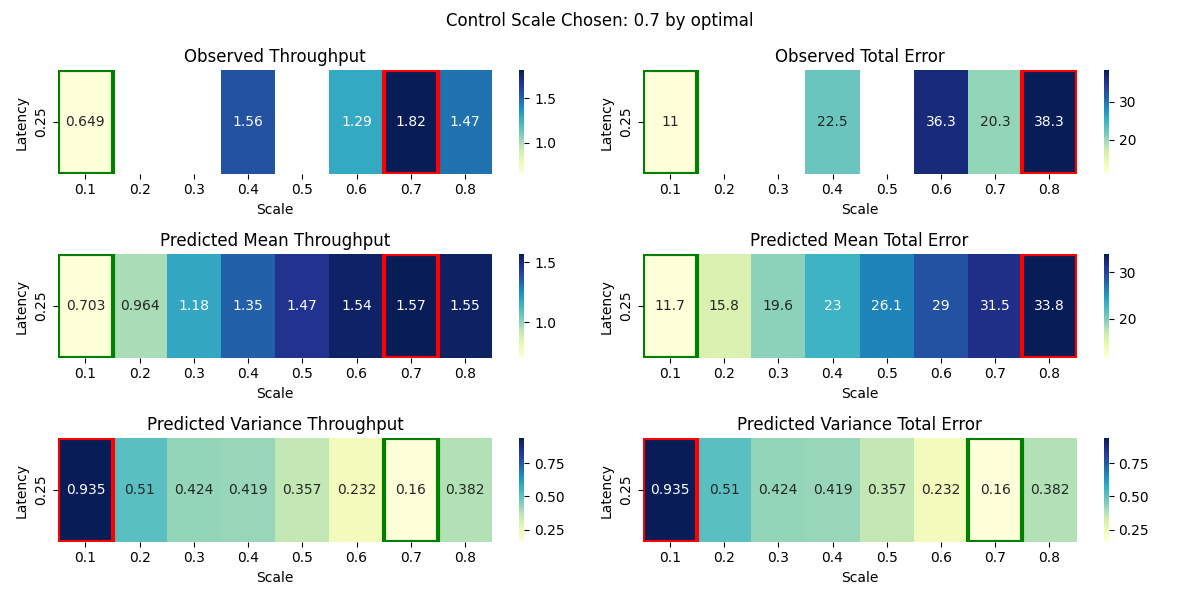 Control Scale Chosen: 0.7 by optimal
Observed Throughput
Latency
0.25
0.649 1.56 1.29 1.82 1.47
0.1 0.2 0.3 0.4 0.5 0.6 0.7 0.8
Scale
1.5
1.0
Observed Total Error
Latency
0.25
11 22.5 36.3 20.3 38.3
0.1 0.2 0.3 0.4 0.5 0.6 0.7 0.8
Scale
30
20
Predicted Mean Throughput
Latency
0.25
0.703 0.964 1.18 1.35 1.47 1.54 1.57 1.55
0.1 0.2 0.3 0.4 0.5 0.6 0.7 0.8
Scale
1.5
1.0
Predicted Mean Total Error
Latency
0.25
11.7 15.8 19.6 23 26.1 29 31.5 33.8
0.1 0.2 0.3 0.4 0.5 0.6 0.7 0.8
Scale
30
20
Predicted Variance Throughput
Latency
0.25
0.935 0.51 0.424 0.419 0.357 0.232 0.16 0.382
0.1 0.2 0.3 0.4 0.5 0.6 0.7 0.8
Scale
0.75
0.50
0.25
Predicted Variance Total Error
Latency
0.25
0.935 0.51 0.424 0.419 0.357 0.232 0.16 0.382
0.1 0.2 0.3 0.4 0.5 0.6 0.7 0.8
Scale
0.75
0.50
0.25